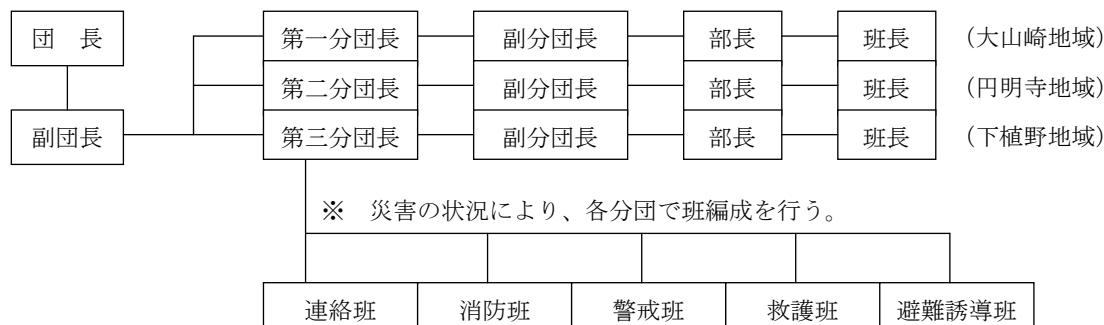 団　長 第一分団長 副分団長 部長 班長 （大山崎地域）
第二分団長 副分団長 部長 班長 （円明寺地域）
副団長 第三分団長 副分団長 部長 班長 （下植野地域）
※　災害の状況により、各分団で班編成を行う。
連絡班 消防班 警戒班 救護班 避難誘導班